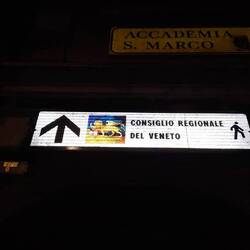 ACCADEMIA
S. MARCO
CONSIGLIO REGIONALE
DEL VENETO